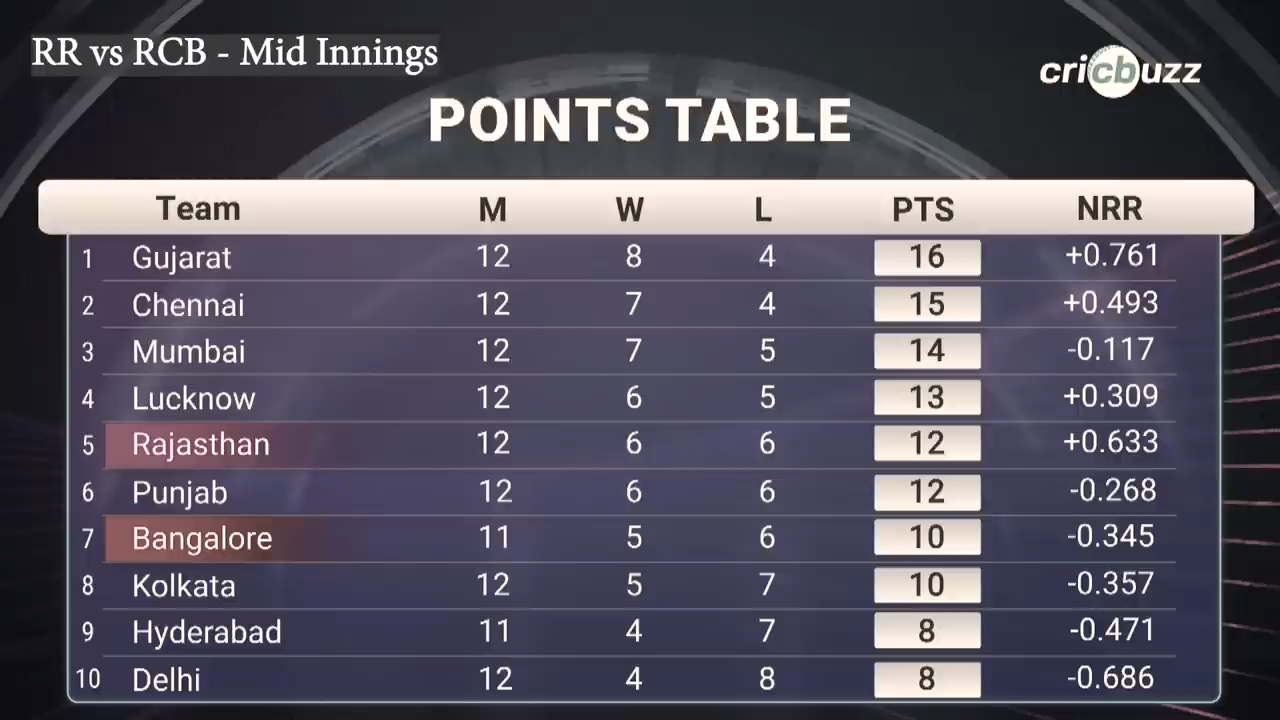 RR vs RCB - Mid Innings
cricbuzz
POINTS TABLE
Team M W L PTS NRR
1 Gujarat 12 8 4 16 +0.761
2 Chennai 12 7 4 15 +0.493
3 Mumbai 12 7 5 14 -0.117
4 Lucknow 12 6 5 13 +0.309
5 Rajasthan 12 6 6 12 +0.633
6 Punjab 12 6 6 12 -0.268
7 Bangalore 11 5 6 10 -0.345
8 Kolkata 12 5 7 10 -0.357
9 Hyderabad 11 4 7 8 -0.471
10 Delhi 12 4 8 8 -0.686